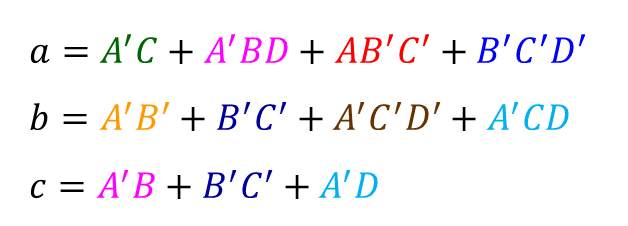 a = A′C + A′BD + AB′C′ + B′C′D′
b = A′B′ + B′C′ + A′C′D′ + A′CD
c = A′B + B′C′ + A′D